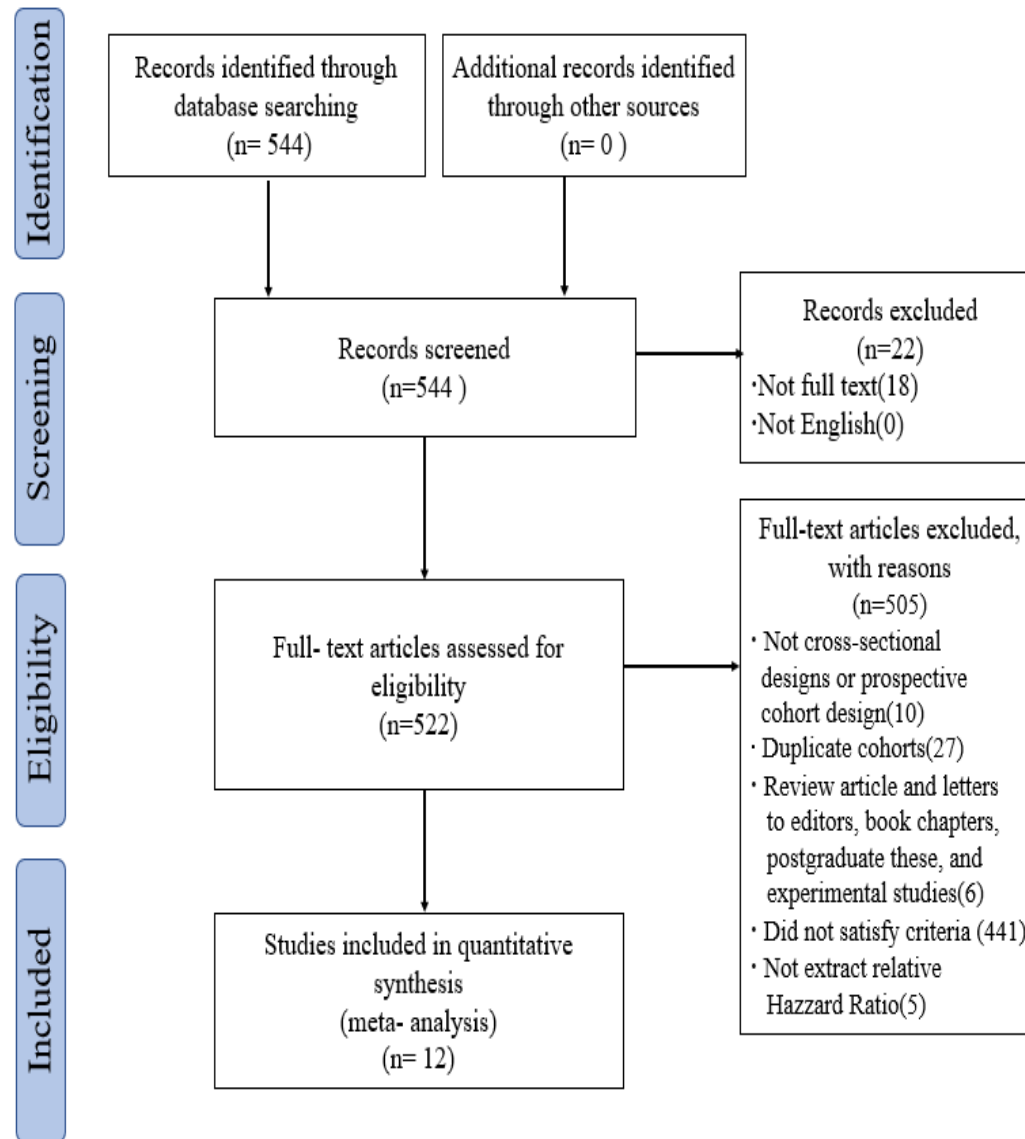 Identification
Records identified through
database searching
(n= 544)
Additional records identified
through other sources
(n= 0 )
Screening
Records screened
(n=544 )
Records excluded
(n=22)
·Not full text(18)
·Not English(0)
Eligibility
Full- text articles assessed for
eligibility
(n=522)
Full-text articles excluded,
with reasons
(n=505)
· Not cross-sectional
designs or prospective
cohort design(10)
· Duplicate cohorts(27)
· Review article and letters
to editors, book chapters,
postgraduate these, and
experimental studies(6)
· Did not satisfy criteria (441)
· Not extract relative
Hazzard Ratio(5)
Included
Studies included in quantitative
synthesis
(meta- analysis)
(n= 12)